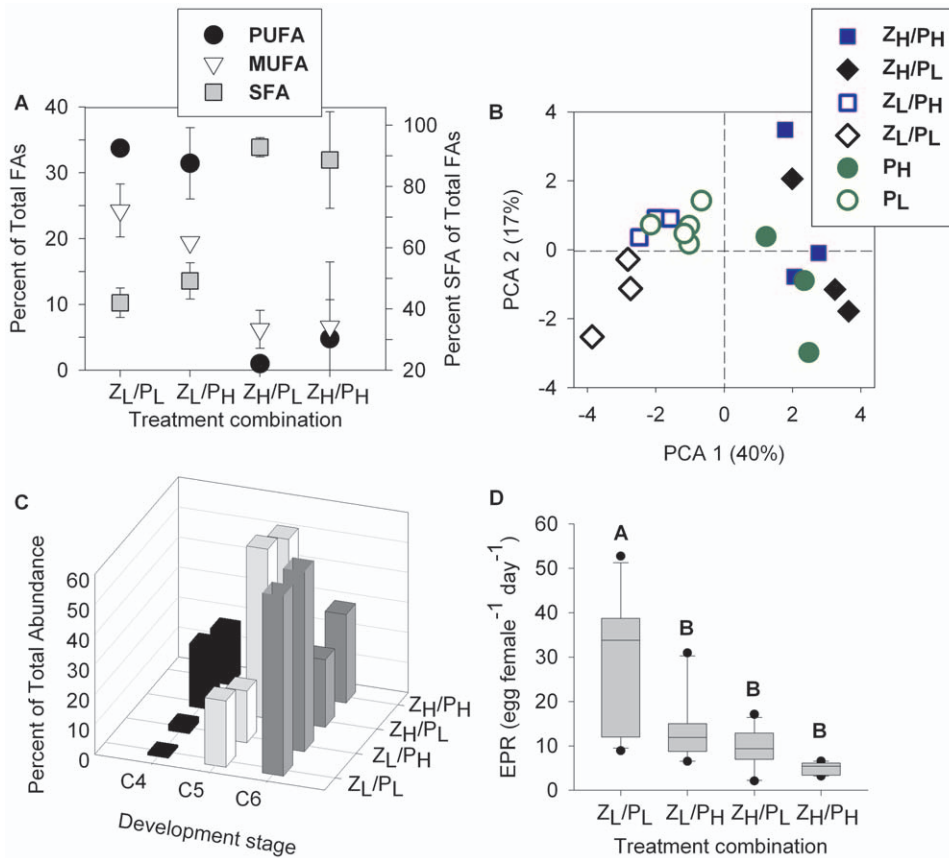 PUFA
MUFA
SFA
A
40
30
20
10
0
Percent of Total FAs
100
80
60
40
20
Percent SFA of Total FAs
ZL/PL
ZL/PH
ZH/PL
ZH/PH
Treatment combination
B
ZH/PH
ZH/PL
ZL/PH
ZL/PL
PH
PL
4
2
0
-2
-4
PCA 2 (17%)
-4
-2
0
2
4
PCA 1 (40%)
C
60
50
40
30
20
10
0
Percent of Total Abundance
C4
C5
C6
Development stage
ZH/PH
ZH/PL
ZL/PH
ZL/PL
D
60
50
40
30
20
10
0
EPR (egg female-1 day-1)
A
B
B
B
ZL/PL
ZL/PH
ZH/PL
ZH/PH
Treatment combination